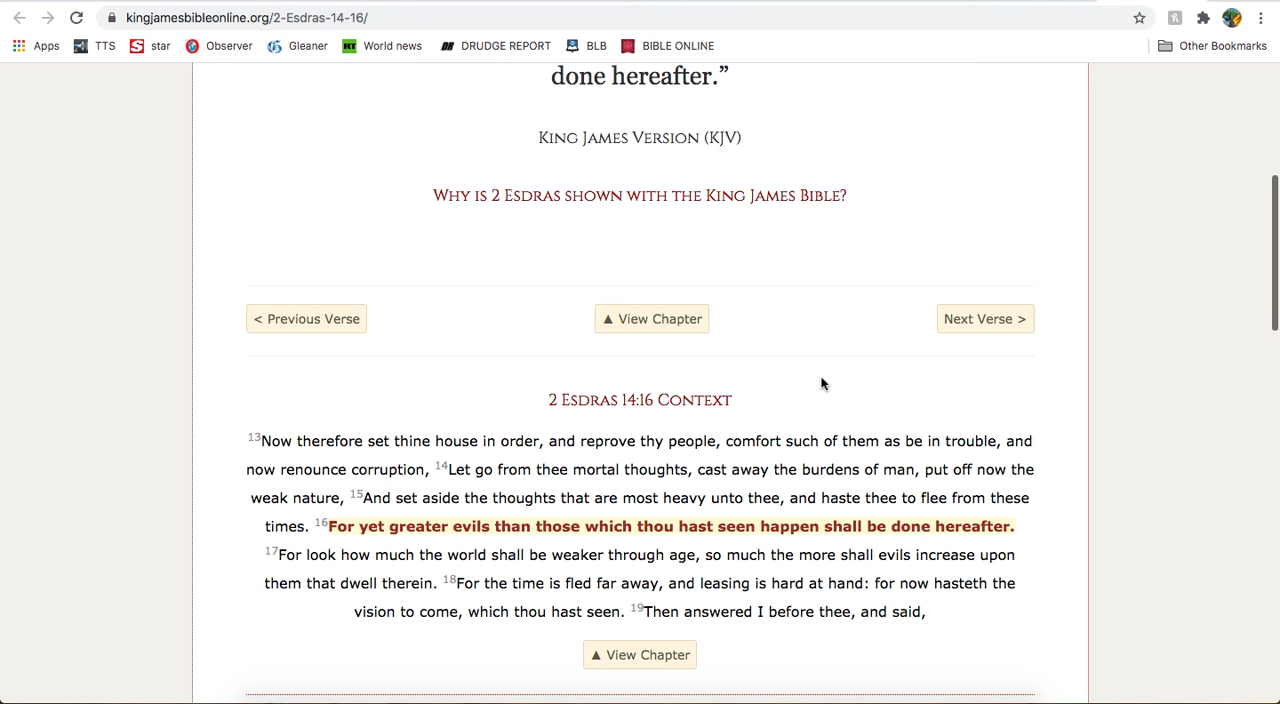 kingjamesbibleonline.org/2-Esdras-14-16/
Apps TTS star Observer Gleaner World news DRUDGE REPORT BLB BIBLE ONLINE Other Bookmarks
done hereafter.”
King James Version (KJV)
Why is 2 Esdras shown with the King James Bible?
< Previous Verse ▲ View Chapter Next Verse >
2 Esdras 14:16 Context
13Now therefore set thine house in order, and reprove thy people, comfort such of them as be in trouble, and
now renounce corruption, 14Let go from thee mortal thoughts, cast away the burdens of man, put off now the
weak nature, 15And set aside the thoughts that are most heavy unto thee, and haste thee to flee from these
times. 16For yet greater evils than those which thou hast seen happen shall be done hereafter.
17For look how much the world shall be weaker through age, so much the more shall evils increase upon
them that dwell therein. 18For the time is fled far away, and leasing is hard at hand: for now hasteth the
vision to come, which thou hast seen. 19Then answered I before thee, and said,
▲ View Chapter